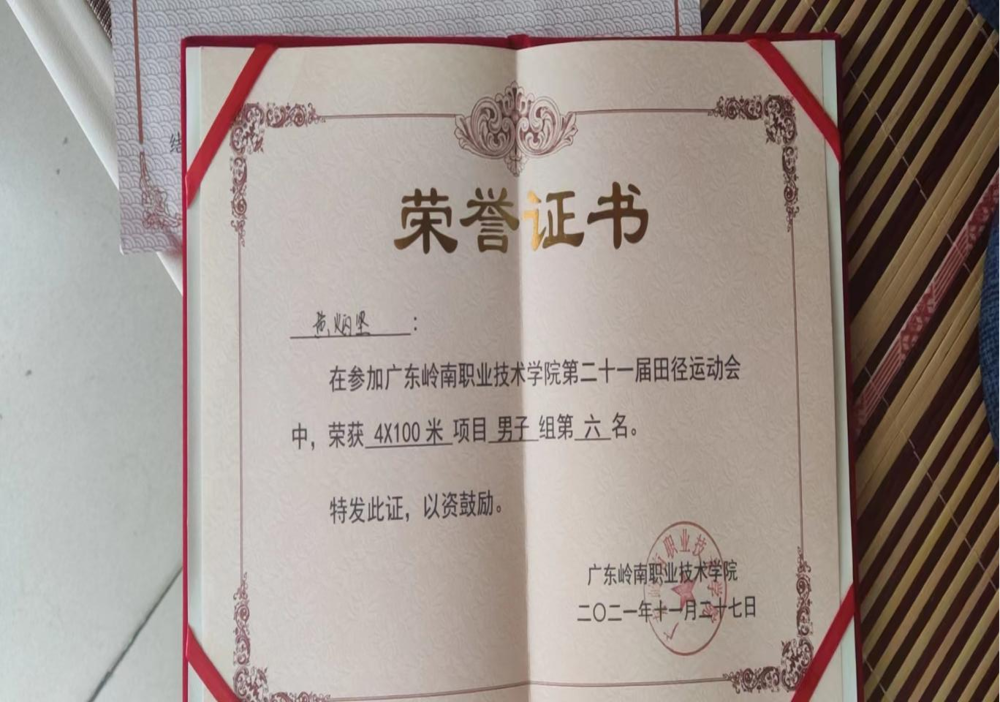 结
荣誉证书
黄炳坚:
在参加广东岭南职业技术学院第二十一届田径运动会
中，荣获 4X100米 项目 男子 组第 六 名。
特发此证，以资鼓励。
广东岭南职业技术学院
二〇二一年十一月二十七日